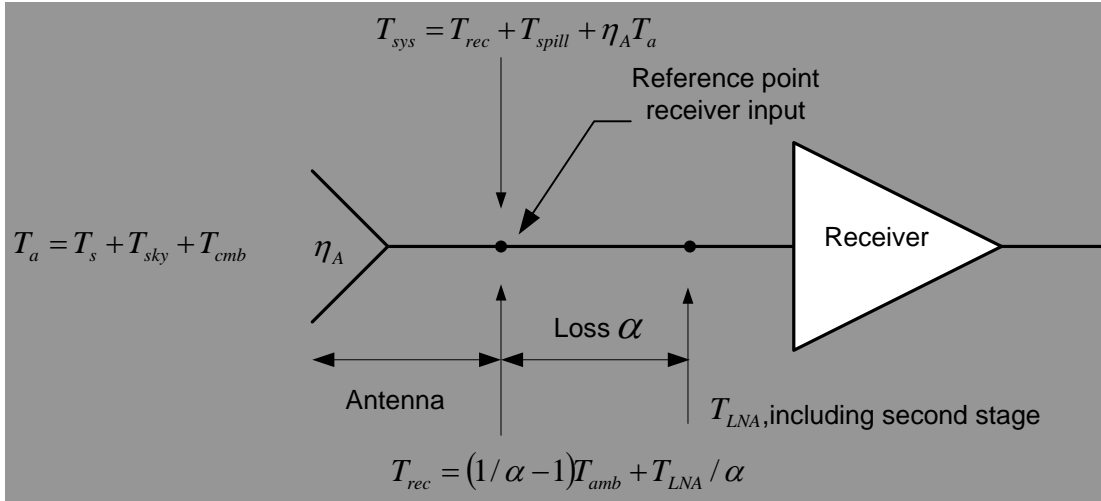 T_sys = T_rec + T_spill + η_A T_a
Reference point
receiver input
T_a = T_s + T_sky + T_cmb
η_A
Receiver
Loss α
Antenna
T_LNA,including second stage
T_rec = (1/α − 1)T_amb + T_LNA / α